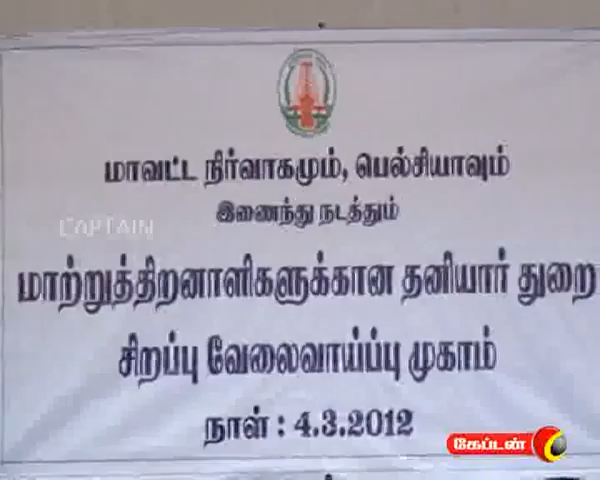 மாவட்ட நிர்வாகமும், பெல்சியாவும்
இணைந்து நடத்தும்
CAPTAIN
மாற்றுத்திறனாளிகளுக்கான தனியார் துறை
சிறப்பு வேலைவாய்ப்பு முகாம்
நாள் : 4.3.2012
கேப்டன்